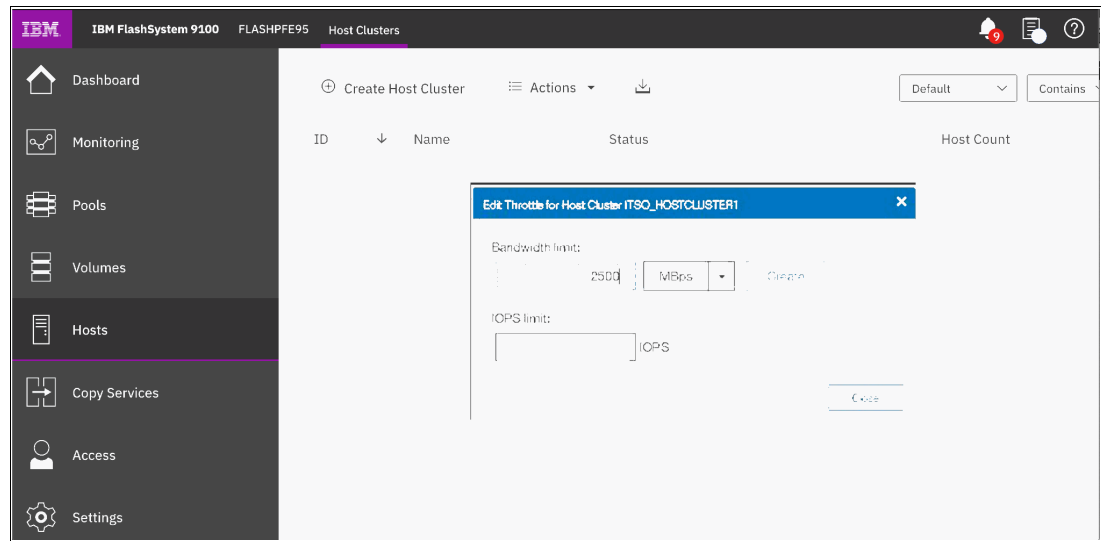 IBM IBM FlashSystem 9100 FLASHPFE95 Host Clusters 9
Dashboard
Create Host Cluster Actions Default Contains
Monitoring
ID Name Status Host Count
Pools
Edit Throttle for Host Cluster ITSO_HOSTCLUSTER1
Bandwidth limit:
Volumes
2500 MBps Create
Hosts
IOPS limit:
IOPS
Copy Services
Close
Access
Settings